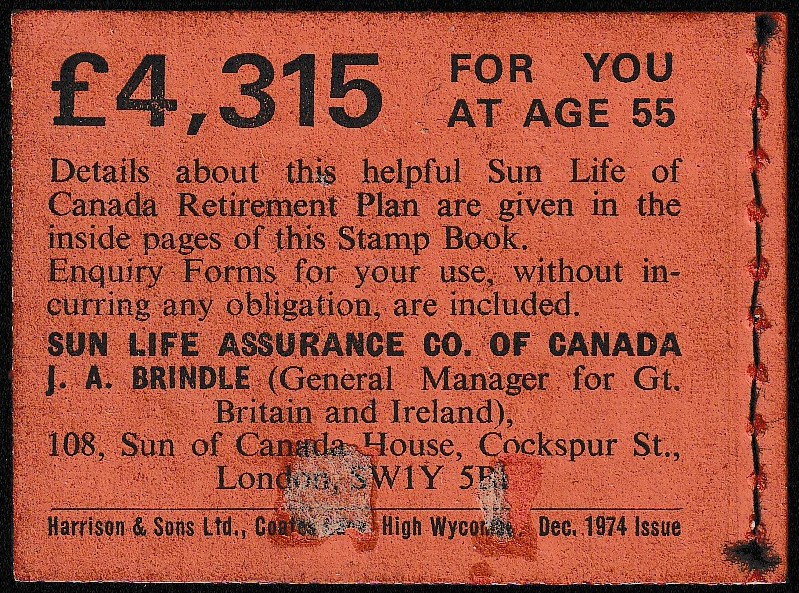 £4,315 FOR YOU
AT AGE 55
Details about this helpful Sun Life of
Canada Retirement Plan are given in the
inside pages of this Stamp Book.
Enquiry Forms for your use, without in-
curring any obligation, are included.
SUN LIFE ASSURANCE CO. OF CANADA
J. A. BRINDLE (General Manager for Gt.
Britain and Ireland),
108, Sun of Canada House, Cockspur St.,
London, SW1Y
Harrison & Sons Ltd., High Wycombe Dec. 1974 Issue